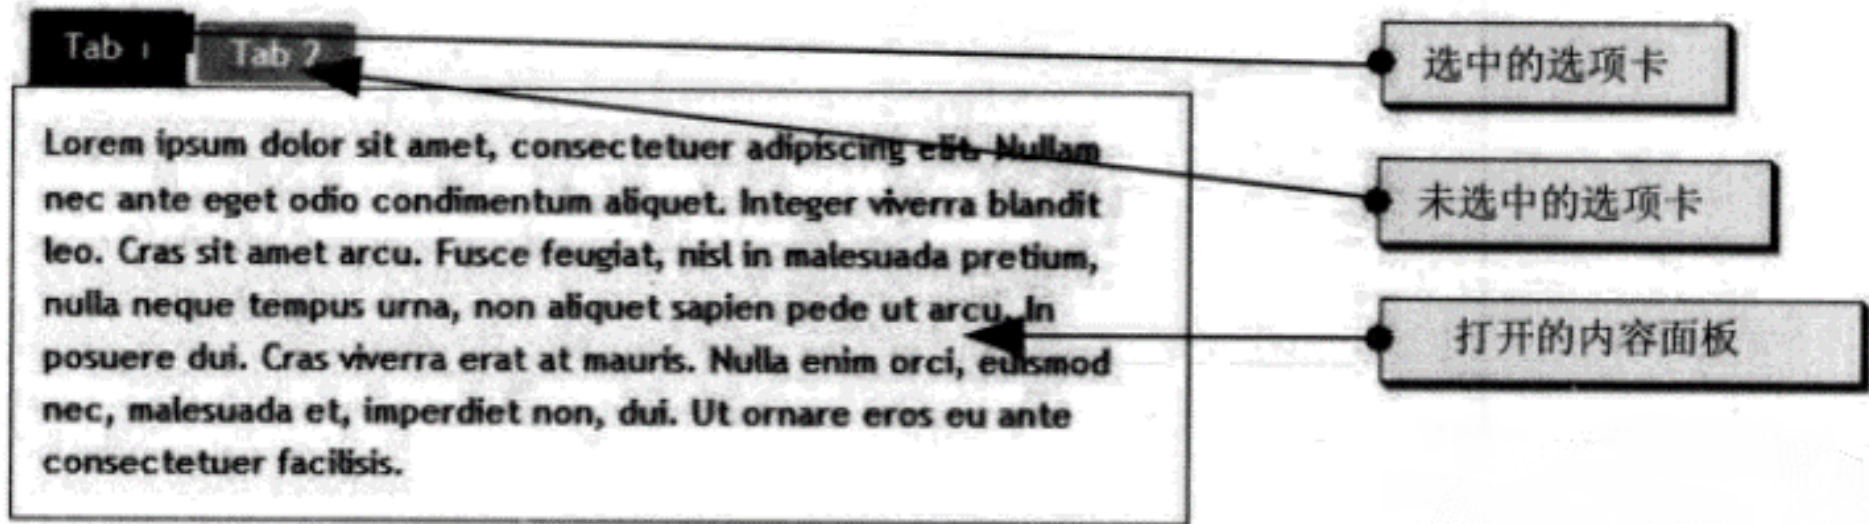 Tab 1
Tab 2
选中的选项卡
未选中的选项卡
打开的内容面板
Lorem ipsum dolor sit amet, consectetuer adipiscing elit. Nullam
nec ante eget odio condimentum aliquet. Integer viverra blandit
leo. Cras sit amet arcu. Fusce feugiat, nisl in malesuada pretium,
nulla neque tempus urna, non aliquet sapien pede ut arcu. In
posuere dui. Cras viverra erat at mauris. Nulla enim orci, euismod
nec, malesuada et, imperdiet non, dui. Ut ornare eros eu ante
consectetuer facilisis.